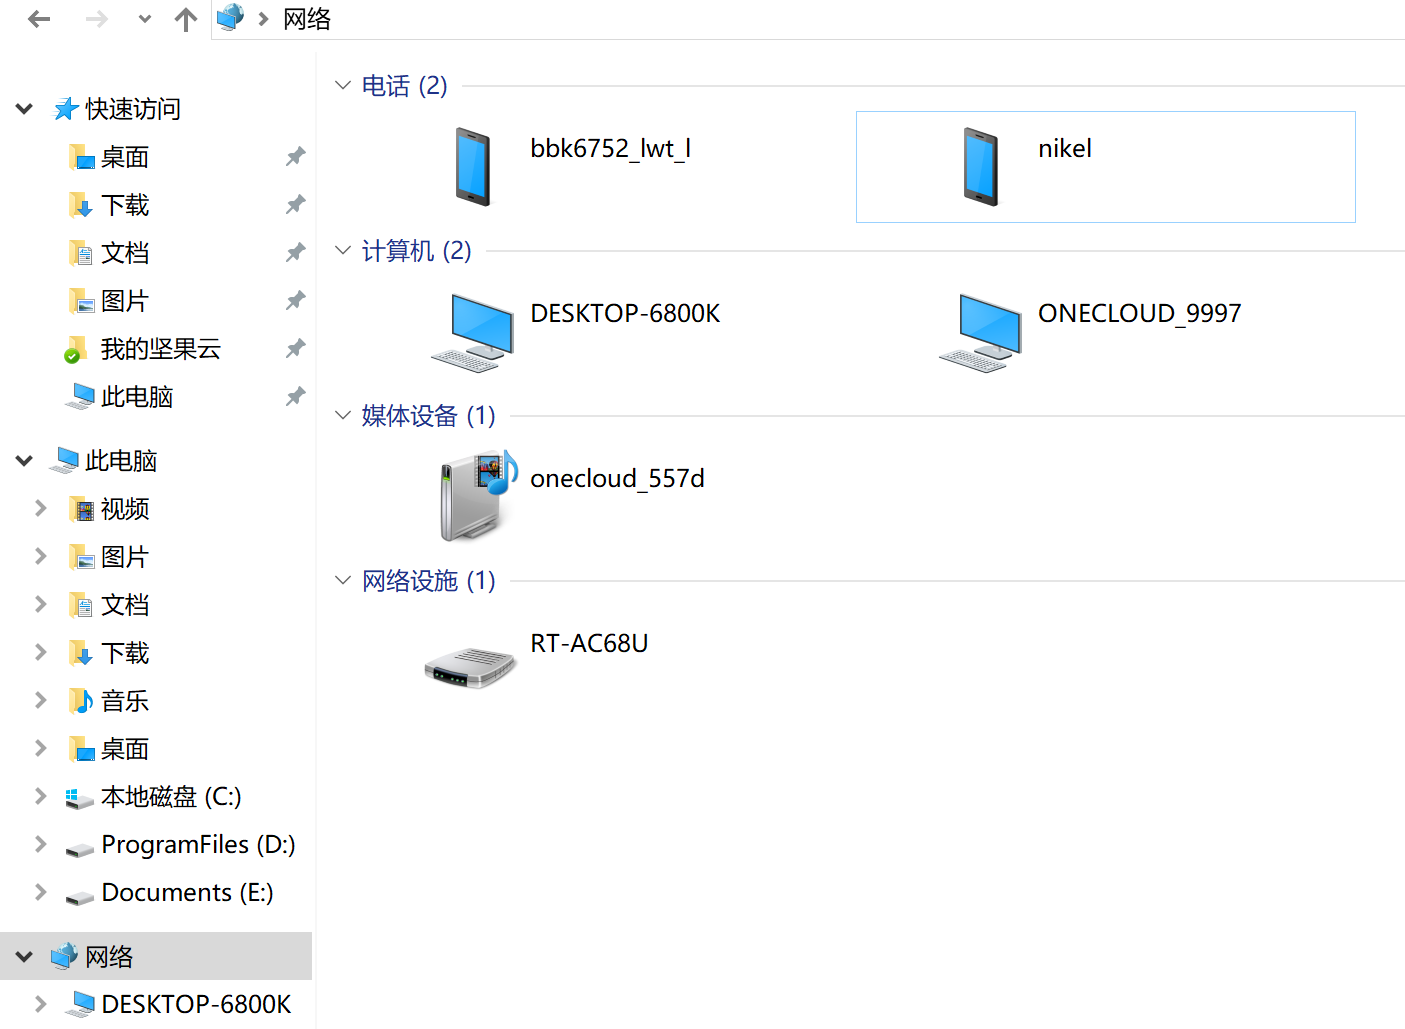 网络
快速访问
桌面
下载
文档
图片
我的坚果云
此电脑
此电脑
视频
图片
文档
下载
音乐
桌面
本地磁盘 (C:)
ProgramFiles (D:)
Documents (E:)
网络
DESKTOP-6800K
电话 (2)
bbk6752_lwt_l
nikel
计算机 (2)
DESKTOP-6800K
ONECLOUD_9997
媒体设备 (1)
onecloud_557d
网络设施 (1)
RT-AC68U